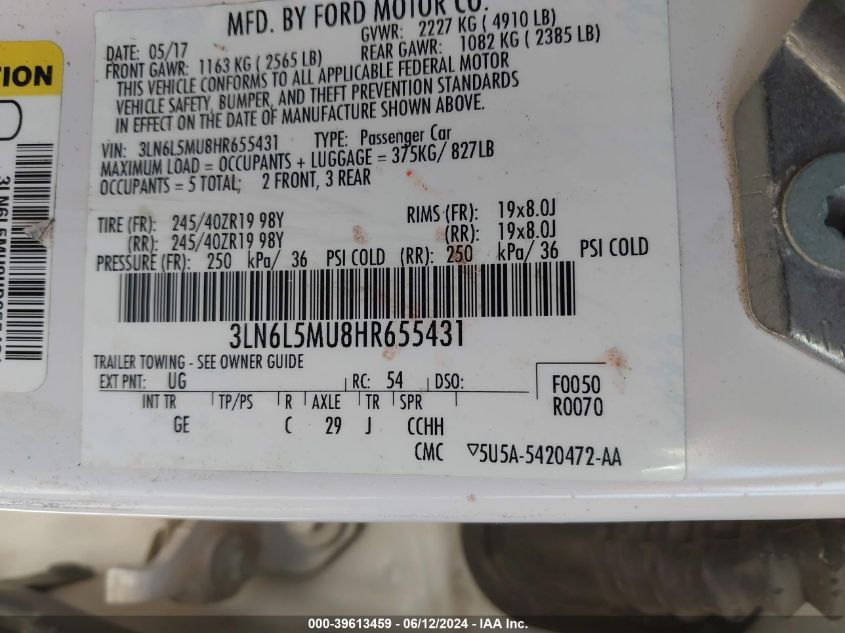 MFD. BY FORD MOTOR CO.
DATE: 05/17 GVWR: 2227 KG ( 4910 LB)
FRONT GAWR: 1163 KG ( 2565 LB) REAR GAWR: 1082 KG ( 2385 LB)
THIS VEHICLE CONFORMS TO ALL APPLICABLE FEDERAL MOTOR
VEHICLE SAFETY, BUMPER, AND THEFT PREVENTION STANDARDS
IN EFFECT ON THE DATE OF MANUFACTURE SHOWN ABOVE.
VIN: 3LN6L5MU8HR655431 TYPE: Passenger Car
MAXIMUM LOAD = OCCUPANTS + LUGGAGE = 375KG/ 827LB
OCCUPANTS = 5 TOTAL; 2 FRONT, 3 REAR
TIRE (FR): 245/40ZR19 98Y RIMS (FR): 19x8.0J
(RR): 245/40ZR19 98Y (RR): 19x8.0J
PRESSURE (FR): 250 kPa/ 36 PSI COLD (RR): 250 kPa/ 36 PSI COLD
3LN6L5MU8HR655431
TRAILER TOWING - SEE OWNER GUIDE
EXT PNT: UG RC: 54 DSO: F0050
INT TR TP/PS R AXLE TR SPR R0070
GE C 29 J CCHH
CMC ▽5U5A-5420472-AA
TION
000-39613459 - 06/12/2024 - IAA Inc.